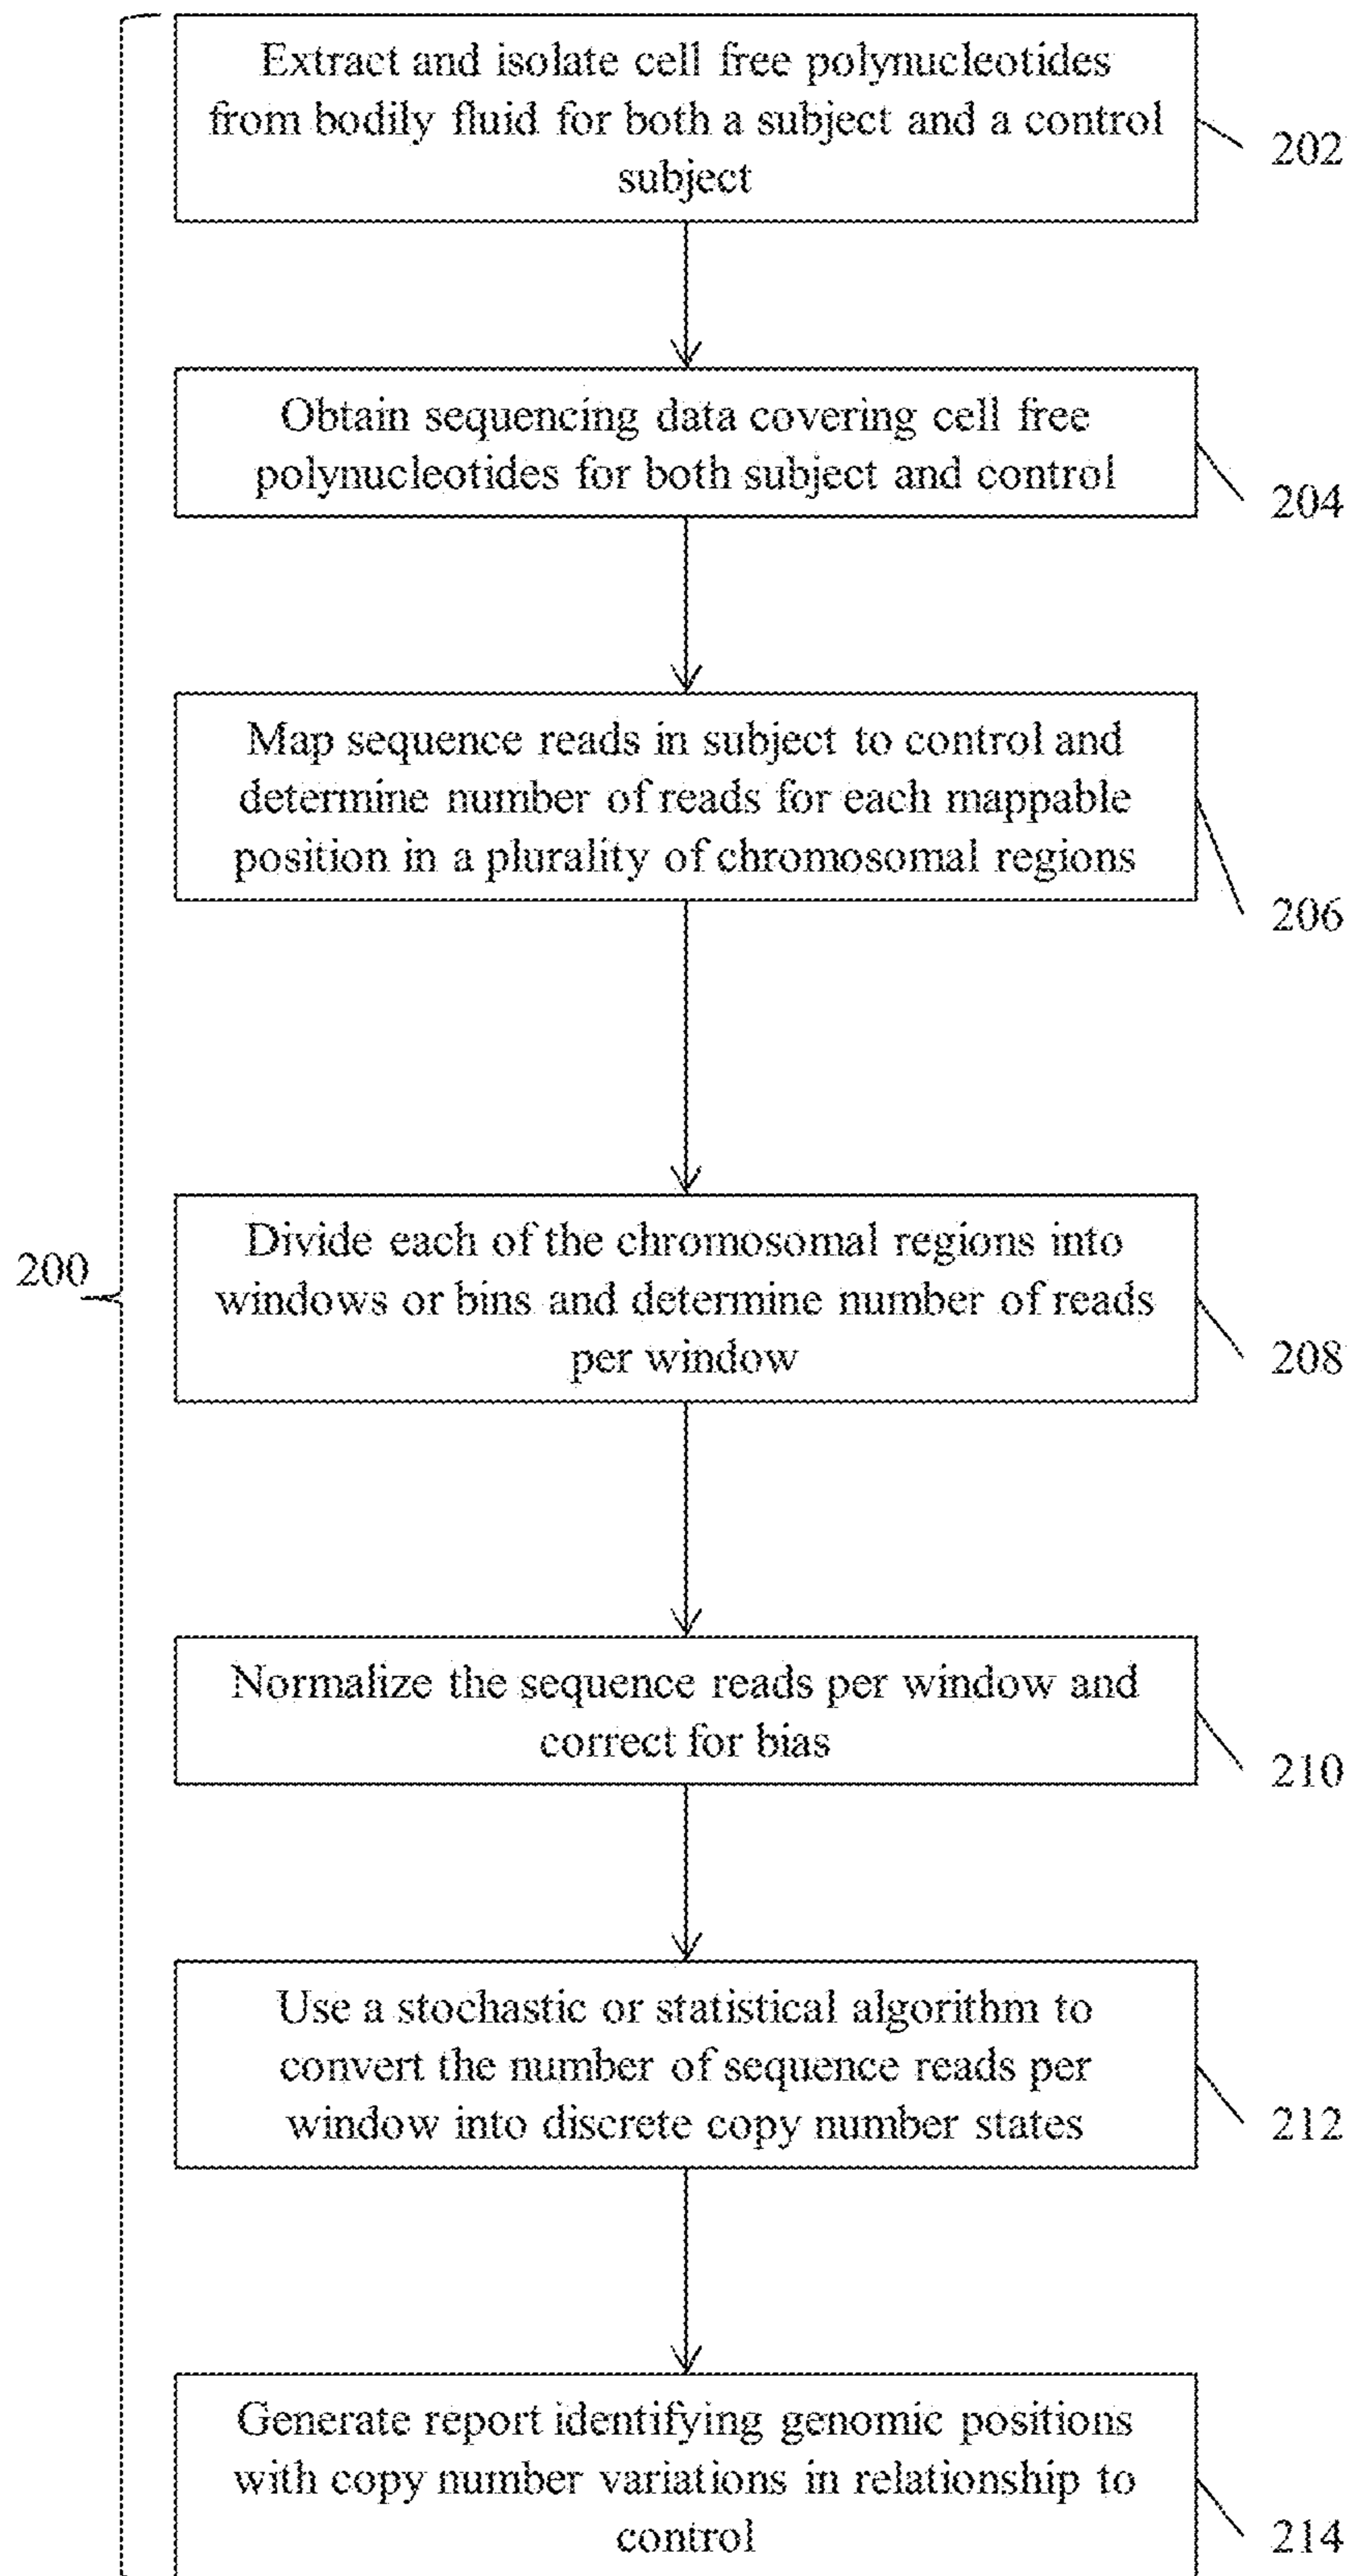 Extract and isolate cell free polynucleotides
from bodily fluid for both a subject and a control
subject
202
Obtain sequencing data covering cell free
polynucleotides for both subject and control
204
Map sequence reads in subject to control and
determine number of reads for each mappable
position in a plurality of chromosomal regions
206
200
Divide each of the chromosomal regions into
windows or bins and determine number of reads
per window
208
Normalize the sequence reads per window and
correct for bias
210
Use a stochastic or statistical algorithm to
convert the number of sequence reads per
window into discrete copy number states
212
Generate report identifying genomic positions
with copy number variations in relationship to
control
214